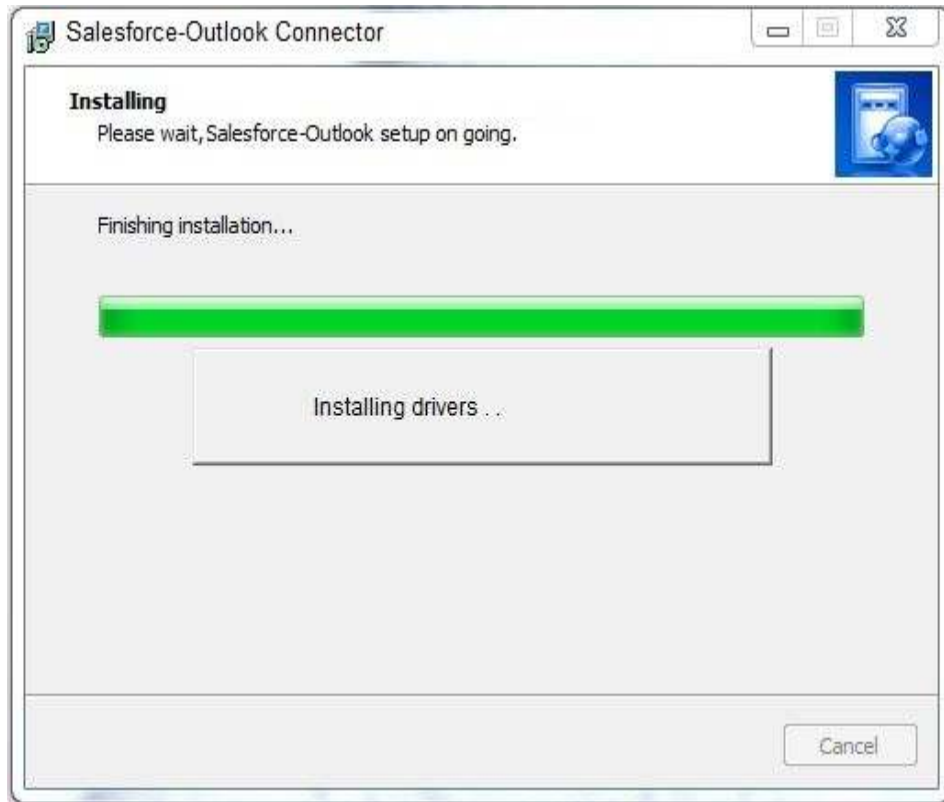 Salesforce-Outlook Connector
Installing
Please wait, Salesforce-Outlook setup on going.
Finishing installation...
Installing drivers . .
Cancel